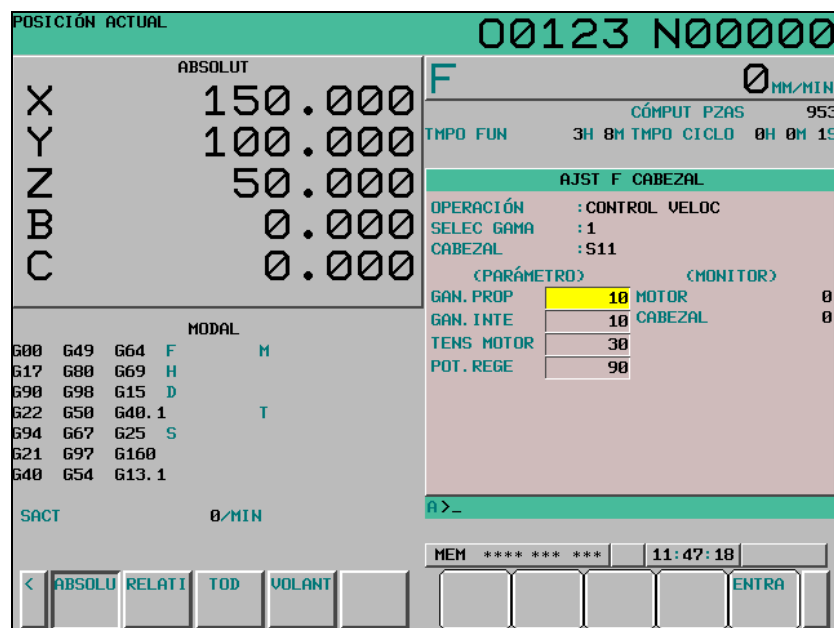 POSICIÓN ACTUAL
O0123 N00000
ABSOLUT
X 150.000
Y 100.000
Z 50.000
B 0.000
C 0.000
F 0 MM/MIN
CÓMPUT PZAS 953
TMPO FUN 3H 8M TMPO CICLO 0H 0M 1S
AJST F CABEZAL
OPERACIÓN :CONTROL VELOC
SELEC GAMA :1
CABEZAL :S11
(PARÁMETRO) (MONITOR)
GAN.PROP 10 MOTOR 0
GAN.INTE 10 CABEZAL 0
TENS MOTOR 30
POT.REGE 90
MODAL
G00 G49 G64 F M
G17 G80 G69 H
G90 G98 G15 D
G22 G50 G40.1 T
G94 G67 G25 S
G21 G97 G160
G40 G54 G13.1
SACT 0/MIN
A>_
MEM **** *** *** 11:47:18
< ABSOLU RELATI TOD VOLANT ENTRA